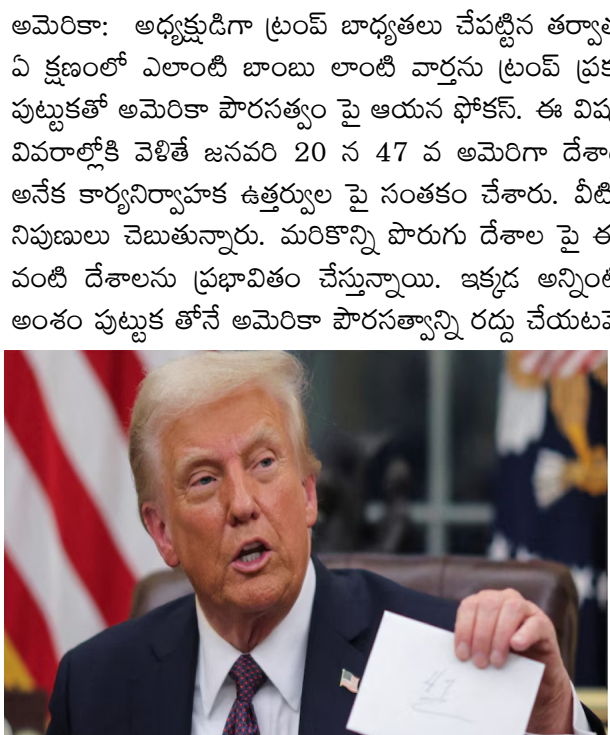 అమెరికా: అధ్యక్షుడిగా ట్రంప్ బాధ్యతలు చేపట్టిన తర్వాత
ఏ క్షణంలో ఎలాంటి బాంబు లాంటి వార్తను ట్రంప్ ప్రక
పుట్టుకతో అమెరికా పౌరసత్వం పై ఆయన ఫోకస్. ఈ విష
వివరాల్లోకి వెళితే జనవరి 20 న 47 వ అమెరిగా దేశా
అనేక కార్యనిర్వాహక ఉత్తర్వుల పై సంతకం చేశారు. వీటి
నిపుణులు చెబుతున్నారు. మరికొన్ని పొరుగు దేశాల పై ఈ
వంటి దేశాలను ప్రభావితం చేస్తున్నాయి. ఇక్కడ అన్నింటి
అంశం పుట్టుక తోనే అమెరికా పౌరసత్వాన్ని రద్దు చేయటమే
47